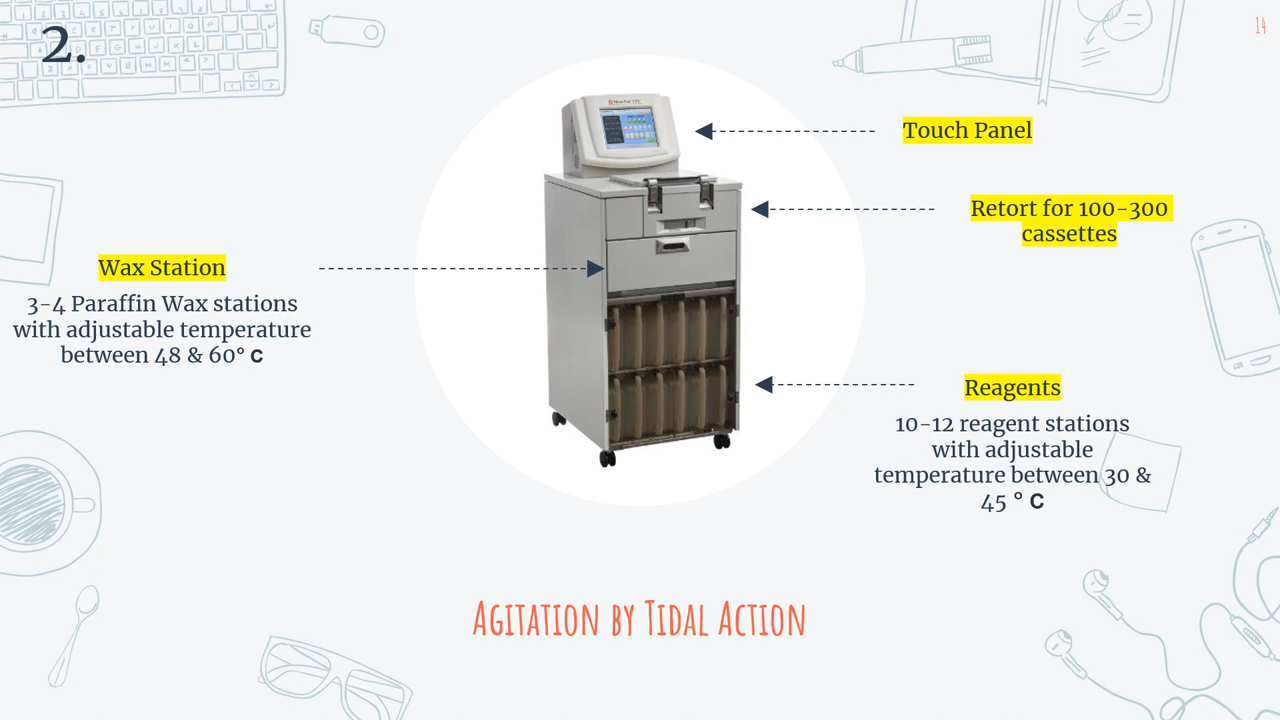 2.
14
Touch Panel
Retort for 100-300
cassettes
Wax Station
3-4 Paraffin Wax stations
with adjustable temperature
between 48 & 60° C
Reagents
10-12 reagent stations
with adjustable
temperature between 30 &
45 ° C
Agitation by Tidal Action